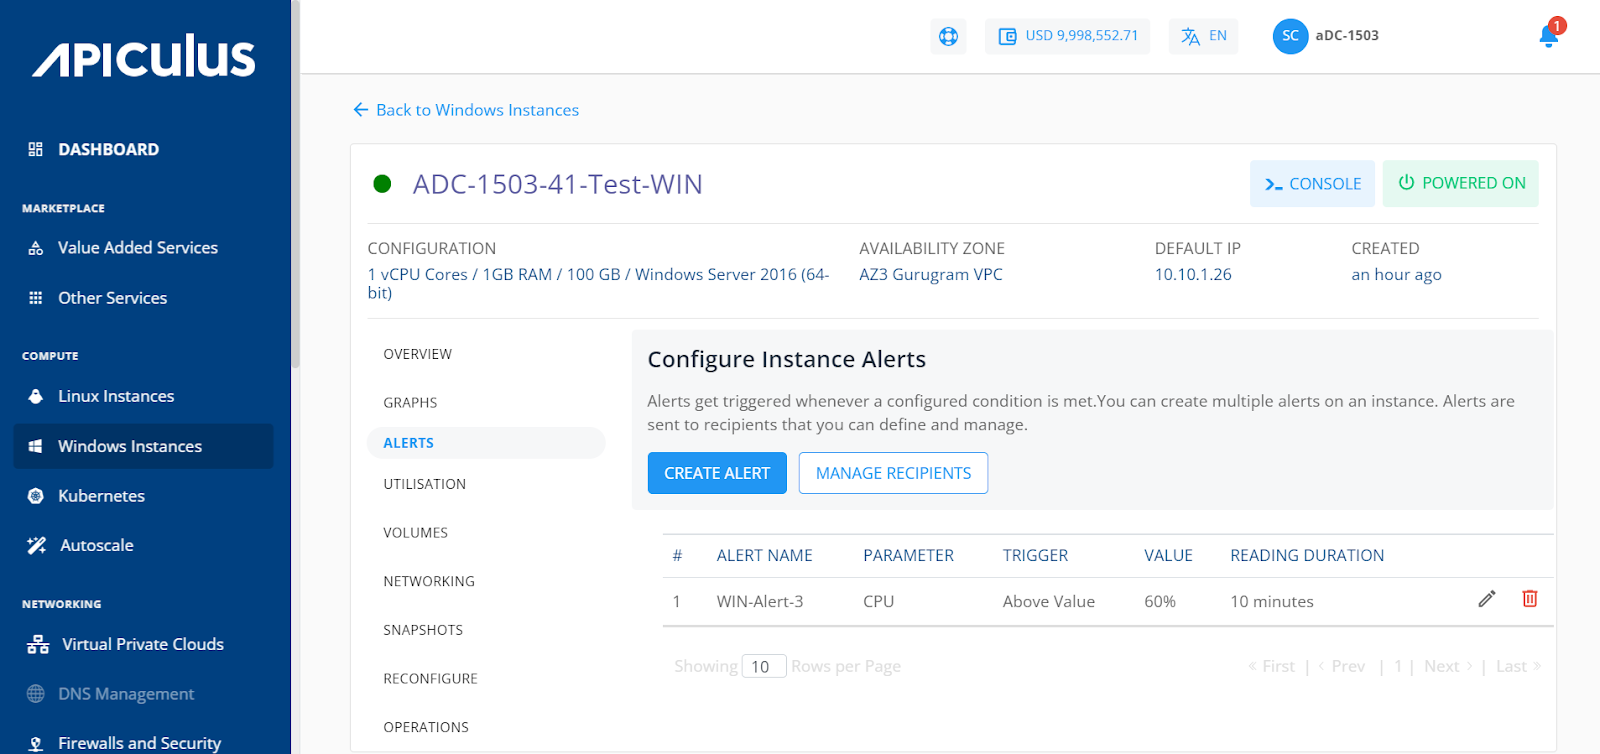 APICULUS
DASHBOARD
MARKETPLACE
Value Added Services
Other Services
COMPUTE
Linux Instances
Windows Instances
Kubernetes
Autoscale
NETWORKING
Virtual Private Clouds
DNS Management
Firewalls and Security
USD 9,998,552.71
EN
SC aDC-1503
1
Back to Windows Instances
ADC-1503-41-Test-WIN
CONSOLE
POWERED ON
CONFIGURATION
1 vCPU Cores / 1GB RAM / 100 GB / Windows Server 2016 (64-
bit)
AVAILABILITY ZONE
AZ3 Gurugram VPC
DEFAULT IP
10.10.1.26
CREATED
an hour ago
OVERVIEW
GRAPHS
ALERTS
UTILISATION
VOLUMES
NETWORKING
SNAPSHOTS
RECONFIGURE
OPERATIONS
Configure Instance Alerts
Alerts get triggered whenever a configured condition is met.You can create multiple alerts on an instance. Alerts are
sent to recipients that you can define and manage.
CREATE ALERT
MANAGE RECIPIENTS
# ALERT NAME PARAMETER TRIGGER VALUE READING DURATION
1 WIN-Alert-3 CPU Above Value 60% 10 minutes
Showing 10 Rows per Page
« First | ‹ Prev | 1 | Next › | Last »